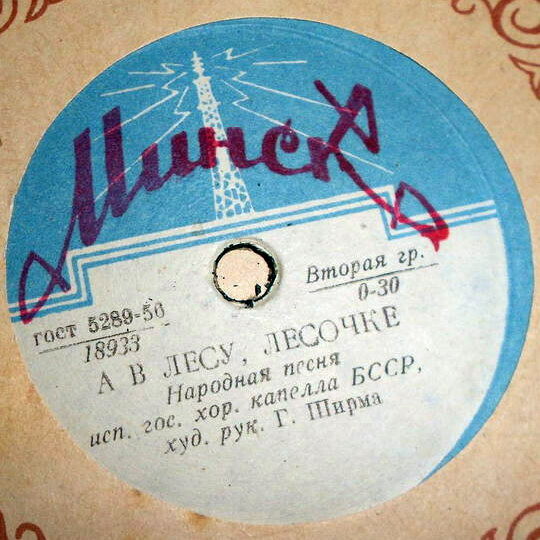 Минск
ГОСТ 5289-56
18933
Вторая гр.
0-30
А В ЛЕСУ, ЛЕСОЧКЕ
Народная песня
исп. гос. хор. капелла БССР,
худ. рук. Г. Ширма